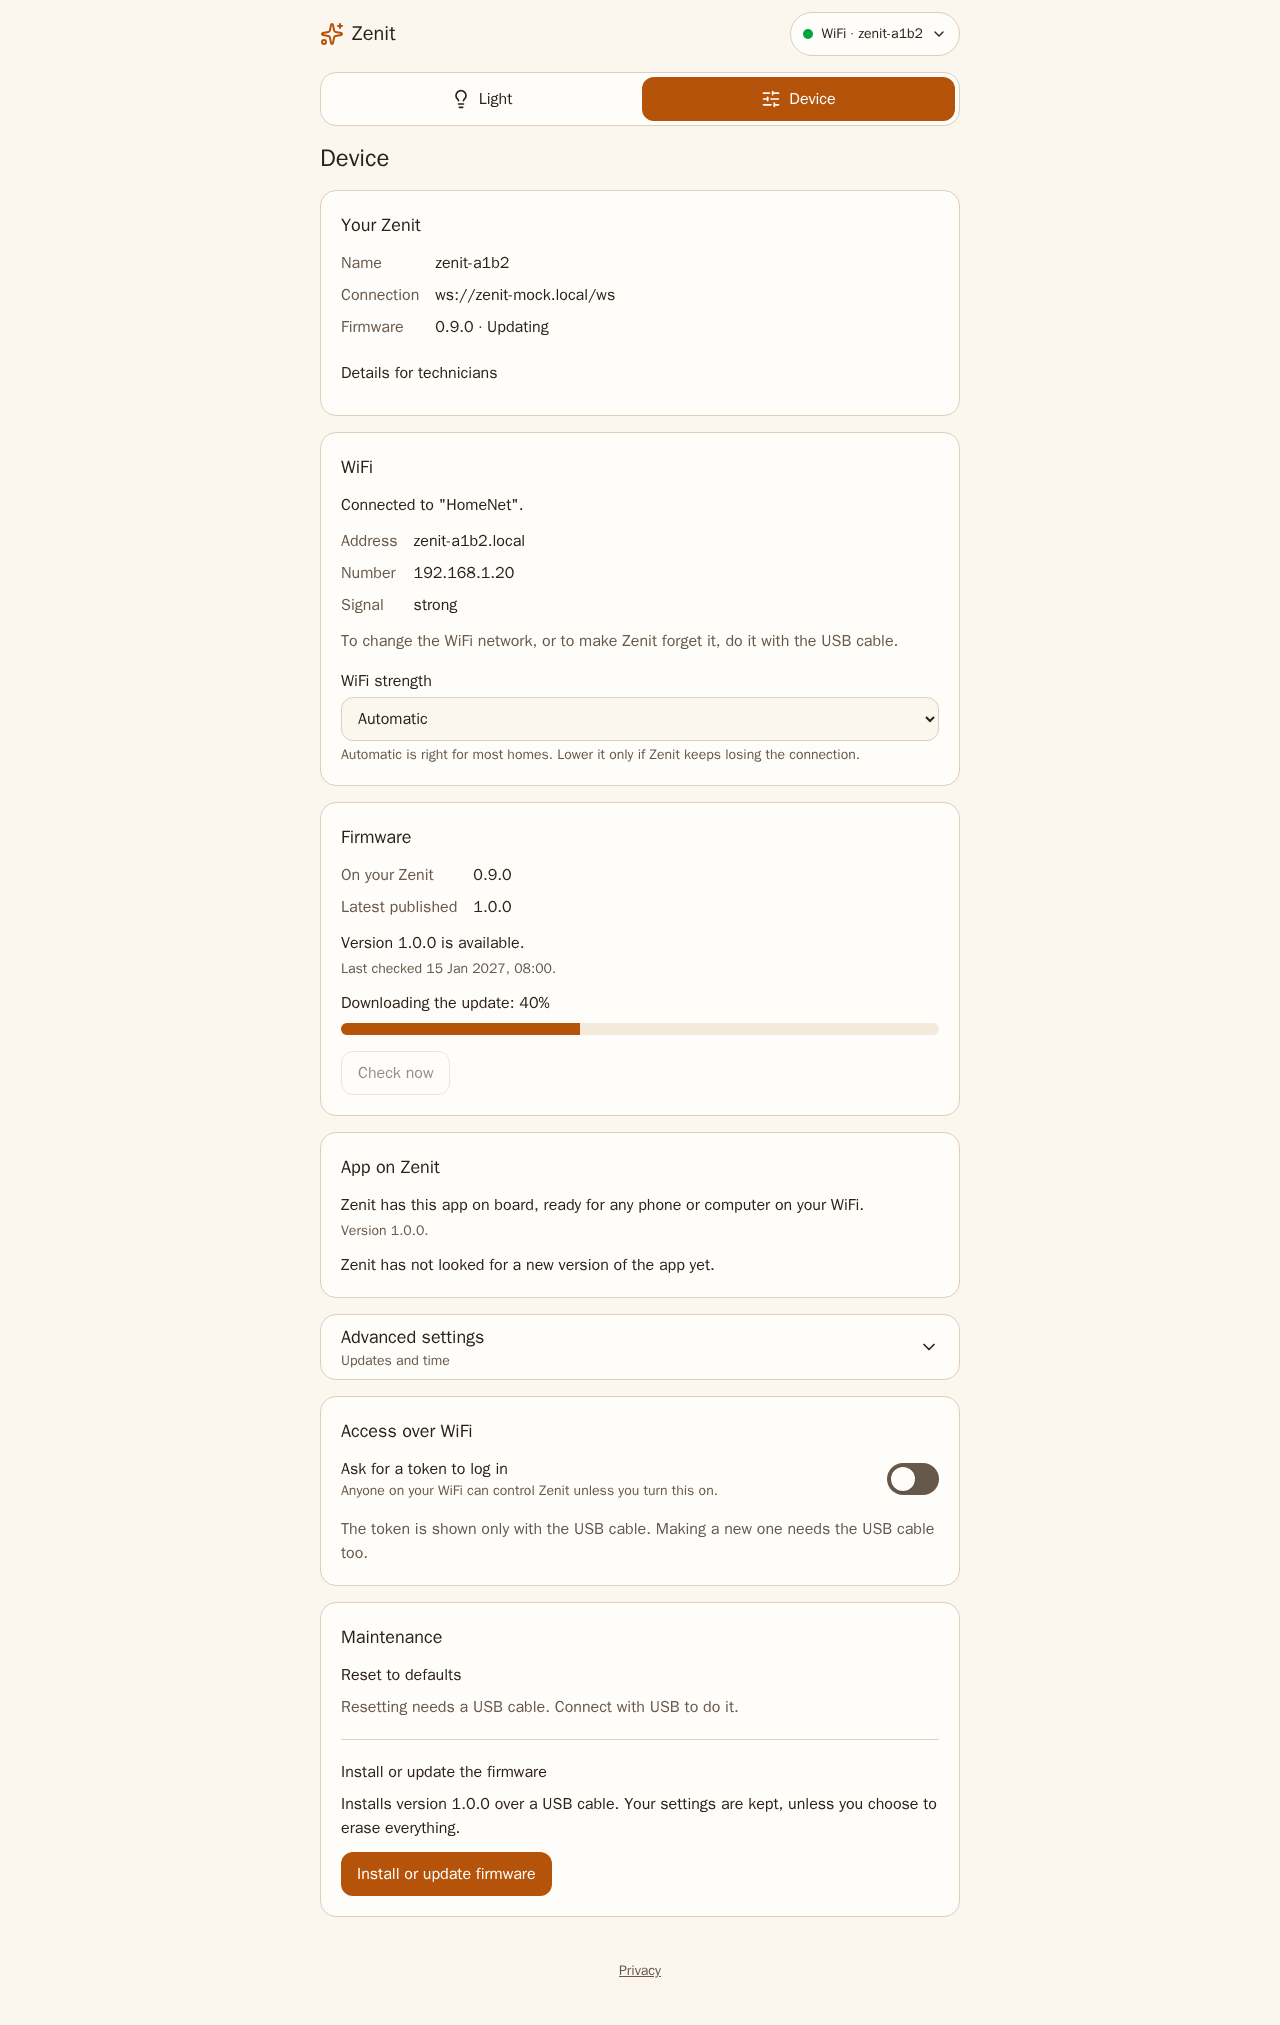 Zenit
WiFi · zenit-a1b2
Light
Device
Device
Your Zenit
Name zenit-a1b2
Connection ws://zenit-mock.local/ws
Firmware 0.9.0 · Updating
Details for technicians
WiFi
Connected to "HomeNet".
Address zenit-a1b2.local
Number 192.168.1.20
Signal strong
To change the WiFi network, or to make Zenit forget it, do it with the USB cable.
WiFi strength
Automatic
Automatic is right for most homes. Lower it only if Zenit keeps losing the connection.
Firmware
On your Zenit 0.9.0
Latest published 1.0.0
Version 1.0.0 is available.
Last checked 15 Jan 2027, 08:00.
Downloading the update: 40%
Check now
App on Zenit
Zenit has this app on board, ready for any phone or computer on your WiFi.
Version 1.0.0.
Zenit has not looked for a new version of the app yet.
Advanced settings
Updates and time
Access over WiFi
Ask for a token to log in
Anyone on your WiFi can control Zenit unless you turn this on.
The token is shown only with the USB cable. Making a new one needs the USB cable
too.
Maintenance
Reset to defaults
Resetting needs a USB cable. Connect with USB to do it.
Install or update the firmware
Installs version 1.0.0 over a USB cable. Your settings are kept, unless you choose to
erase everything.
Install or update firmware
Privacy